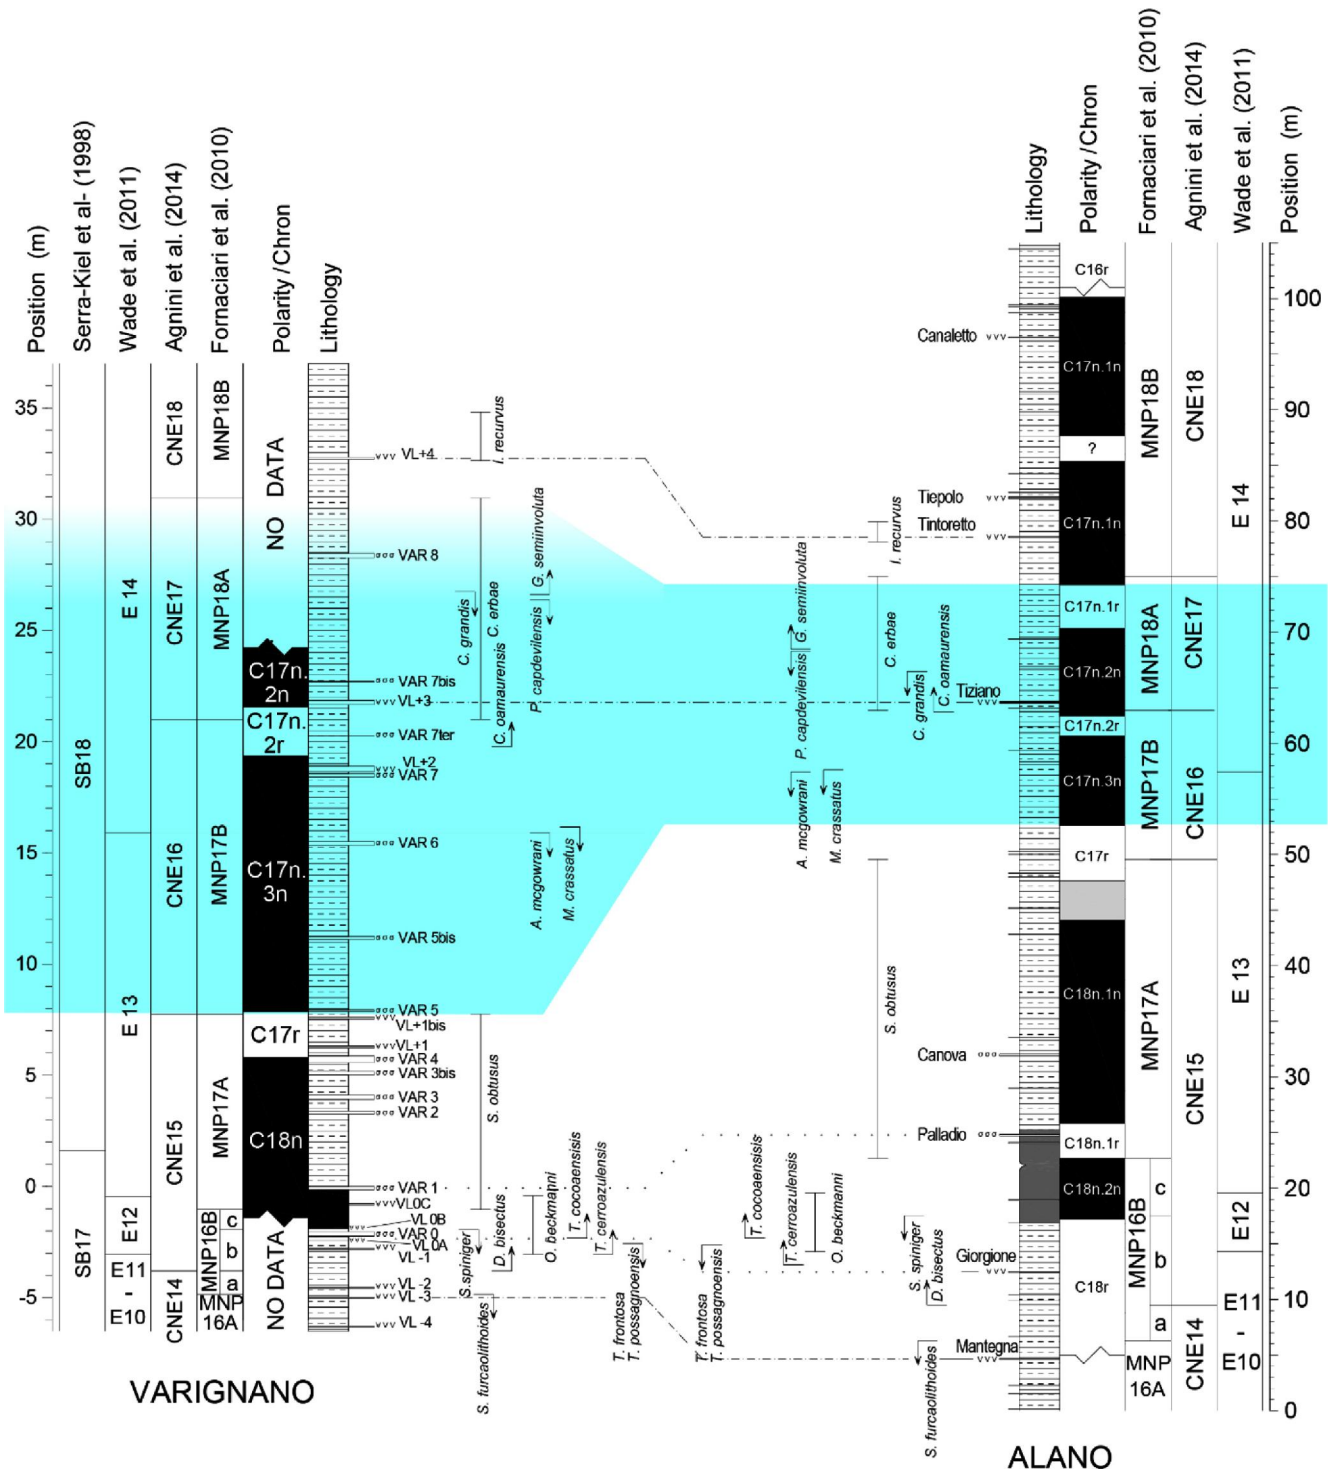 Position (m)
Serra-Kiel et al- (1998)
Wade et al. (2011)
Agnini et al. (2014)
Fornaciari et al. (2010)
Polarity/Chron
Lithology
35
30
25
20
15
10
5
0
-5
SB18
SB17
E 14
E 13
E12
E11
-
E10
CNE18
CNE17
CNE16
CNE15
CNE14
MNP18B
MNP18A
MNP17B
MNP17A
MNP16B
c
b
a
MNP
16A
NO DATA
C17n.
2n
C17n.
2r
C17n.
3n
C17r
C18n
NO DATA
VL+4
VAR 8
VAR 7bis
VL+3
VAR 7ter
VL+2
VAR 7
VAR 6
VAR 5bis
VAR 5
VL+1bis
VL+1
VAR 4
VAR 3bis
VAR 3
VAR 2
VAR 1
VL0C
VL0B
VAR 0
VL0A
VL -1
VL -2
VL -3
VL -4
I. recurvus
C. grandis
C. erbae
C. oamaurensis
G. semiinvoluta
P. capdevilensis
A. mcgowrani
M. crassatus
S. obtusus
S.spiniger
D. bisectus
O. beckmanni
T. cocoaensisis
T. cerroazulensis
T. frontosa
T. possagnoensis
S. furcaolithoides
VARIGNANO
T. frontosa
T. possagnoensis
T. cocoaensisis
T. cerroazulensis
O. beckmanni
S. spiniger
D. bisectus
S. furcaolithoides
S. obtusus
A. mcgowrani
M. crassatus
P. capdevilensis
G. semiinvoluta
C. erbae
C. grandis
C. oamaurensis
I. recurvus
Canaletto
Tiepolo
Tintoretto
Tiziano
Canova
Palladio
Giorgione
Mantegna
Lithology
Polarity/Chron
Fornaciari et al. (2010)
Agnini et al. (2014)
Wade et al. (2011)
Position (m)
C16r
C17n.1n
?
C17n.1n
C17n.1r
C17n.2n
C17n.2r
C17n.3n
C17r
C18n.1n
C18n.1r
C18n.2n
C18r
MNP18B
MNP18A
MNP17B
MNP17A
MNP16B
c
b
a
MNP
16A
CNE18
CNE17
CNE16
CNE15
CNE14
E 14
E 13
E12
E11
-
E10
100
90
80
70
60
50
40
30
20
10
0
ALANO